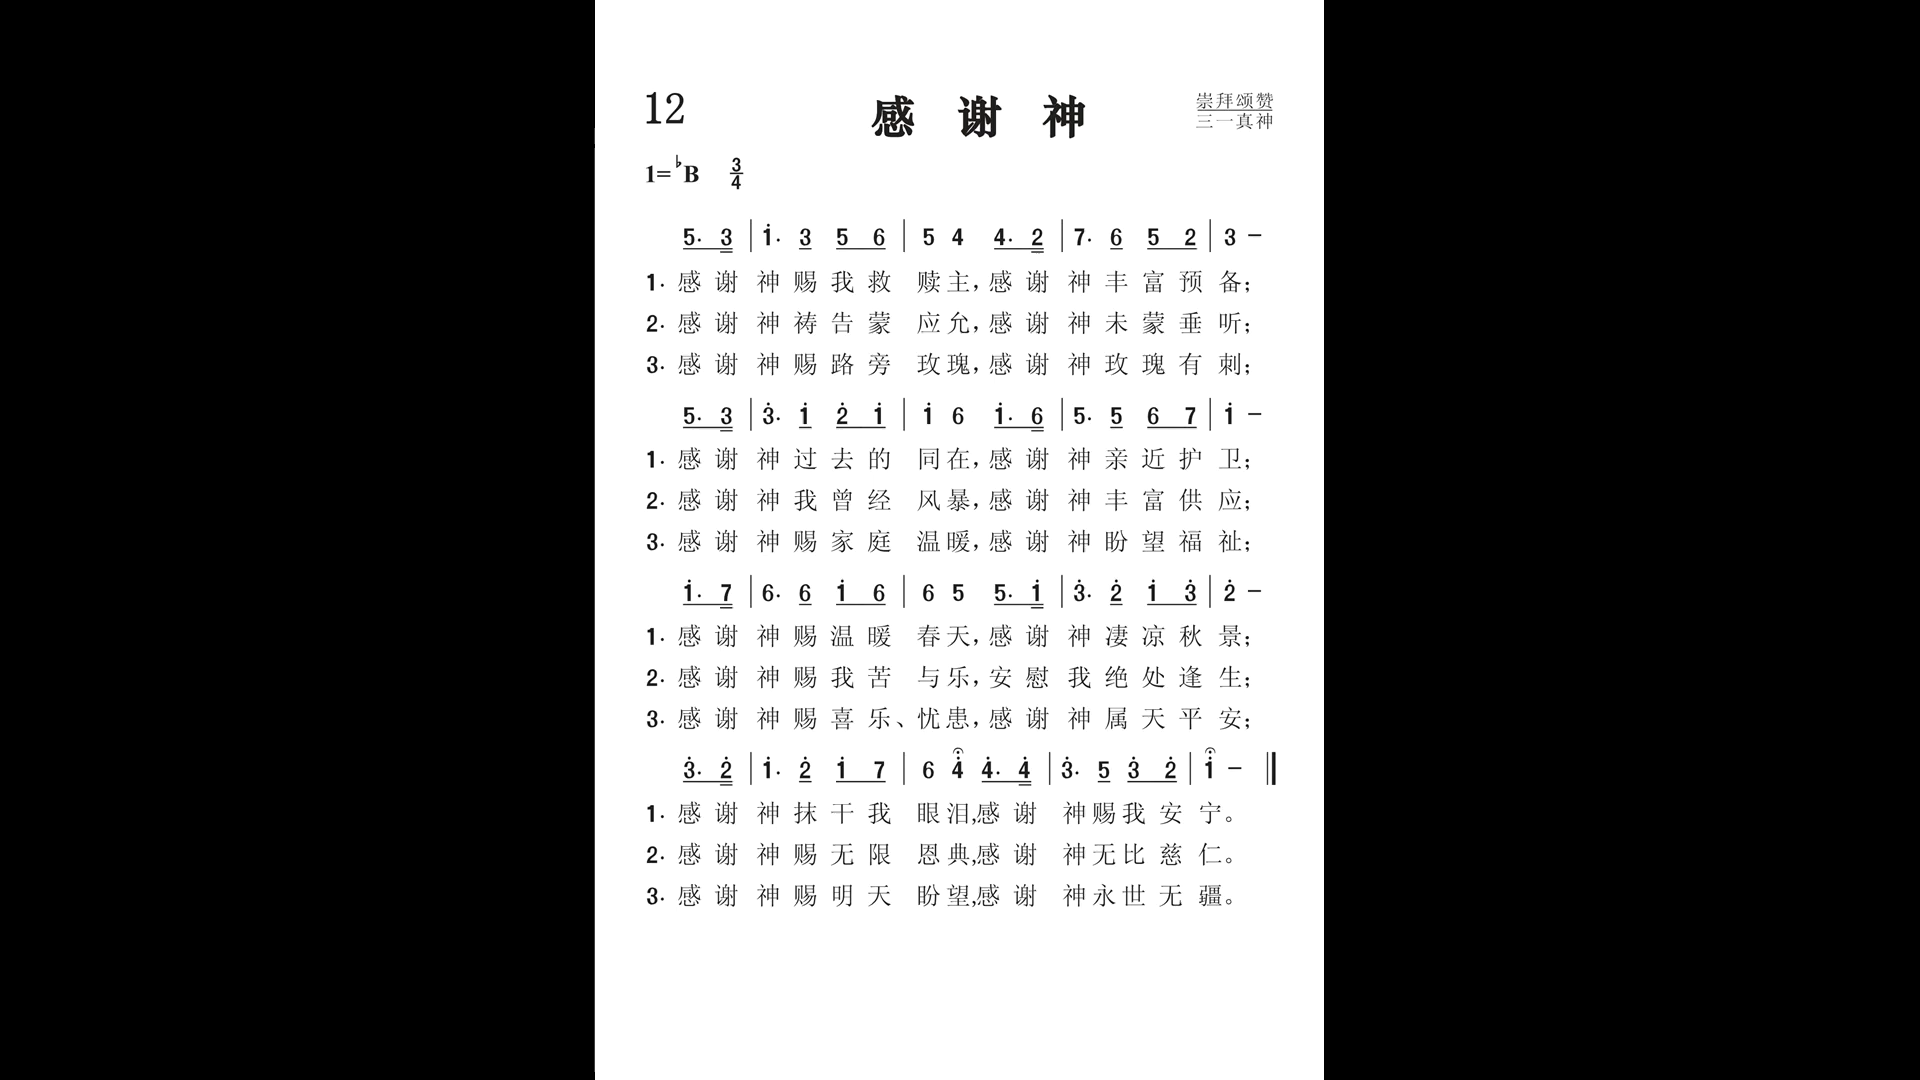 12
感谢神
崇拜颂赞
三一真神
1=♭B 3/4
5. 3 | 1̇. 3 5 6 | 5 4 4. 2 | 7. 6 5 2 | 3 –
1. 感谢神赐我救赎主,感谢神丰富预备;
2. 感谢神祷告蒙应允,感谢神未蒙垂听;
3. 感谢神赐路旁玫瑰,感谢神玫瑰有刺;
5. 3 | 3̇. 1̇ 2̇ 1̇ | 1̇ 6 1̇. 6 | 5. 5 6 7 | 1̇ –
1. 感谢神过去的同在,感谢神亲近护卫;
2. 感谢神我曾经风暴,感谢神丰富供应;
3. 感谢神赐家庭温暖,感谢神盼望福祉;
1̇. 7 | 6. 6 1̇ 6 | 6 5 5. 1̇ | 3̇. 2̇ 1̇ 3̇ | 2̇ –
1. 感谢神赐温暖春天,感谢神凄凉秋景;
2. 感谢神赐我苦与乐,安慰我绝处逢生;
3. 感谢神赐喜乐、忧患,感谢神属天平安;
3̇. 2̇ | 1̇. 2̇ 1̇ 7 | 6 4̇ 4̇. 4̇ | 3̇. 5 3̇ 2̇ | 1̇ – ‖
1. 感谢神抹干我眼泪,感谢神赐我安宁。
2. 感谢神赐无限恩典,感谢神无比慈仁。
3. 感谢神赐明天盼望,感谢神永世无疆。